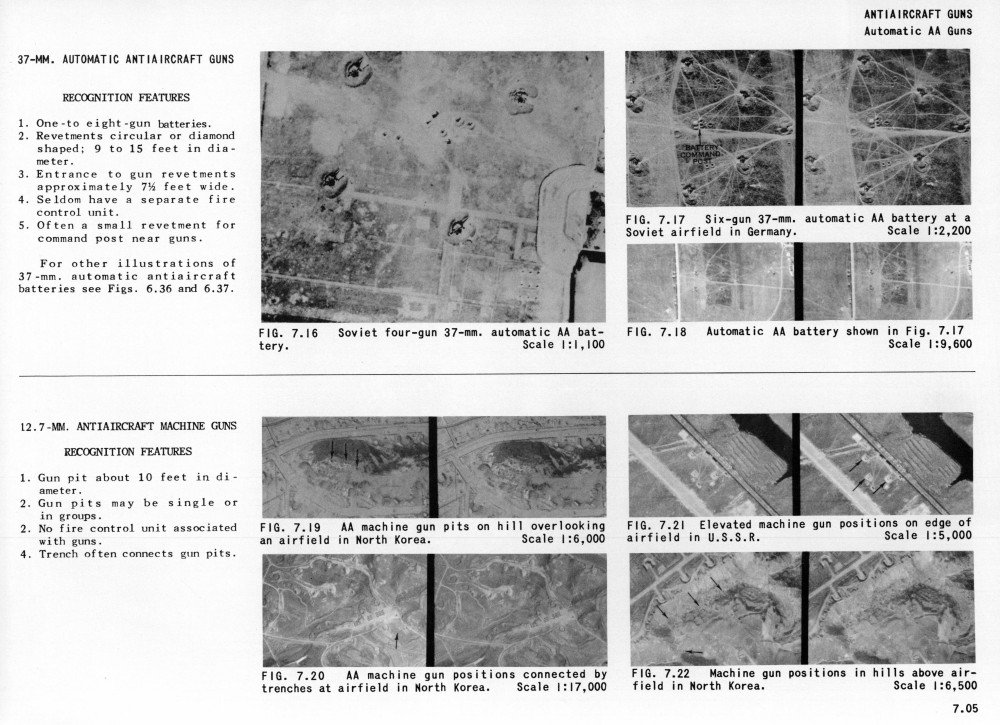 ANTIAIRCRAFT GUNS
Automatic AA Guns
37-MM. AUTOMATIC ANTIAIRCRAFT GUNS
RECOGNITION FEATURES
1. One-to eight-gun batteries.
2. Revetments circular or diamond
shaped; 9 to 15 feet in dia-
meter.
3. Entrance to gun revetments
approximately 7½ feet wide.
4. Seldom have a separate fire
control unit.
5. Often a small revetment for
command post near guns.
For other illustrations of
37-mm. automatic antiaircraft
batteries see Figs. 6.36 and 6.37.
FIG. 7.16 Soviet four-gun 37-mm. automatic AA bat-
tery. Scale 1:1,100
BATTERY
COMMAND
POST
FIG. 7.17 Six-gun 37-mm. automatic AA battery at a
Soviet airfield in Germany. Scale 1:2,200
FIG. 7.18 Automatic AA battery shown in Fig. 7.17
Scale 1:9,600
12.7-MM. ANTIAIRCRAFT MACHINE GUNS
RECOGNITION FEATURES
1. Gun pit about 10 feet in di-
ameter.
2. Gun pits may be single or
in groups.
2. No fire control unit associated
with guns.
4. Trench often connects gun pits.
FIG. 7.19 AA machine gun pits on hill overlooking
an airfield in North Korea. Scale 1:6,000
FIG. 7.21 Elevated machine gun positions on edge of
airfield in U.S.S.R. Scale 1:5,000
FIG. 7.20 AA machine gun positions connected by
trenches at airfield in North Korea. Scale 1:17,000
FIG. 7.22 Machine gun positions in hills above air-
field in North Korea. Scale 1:6,500
7.05